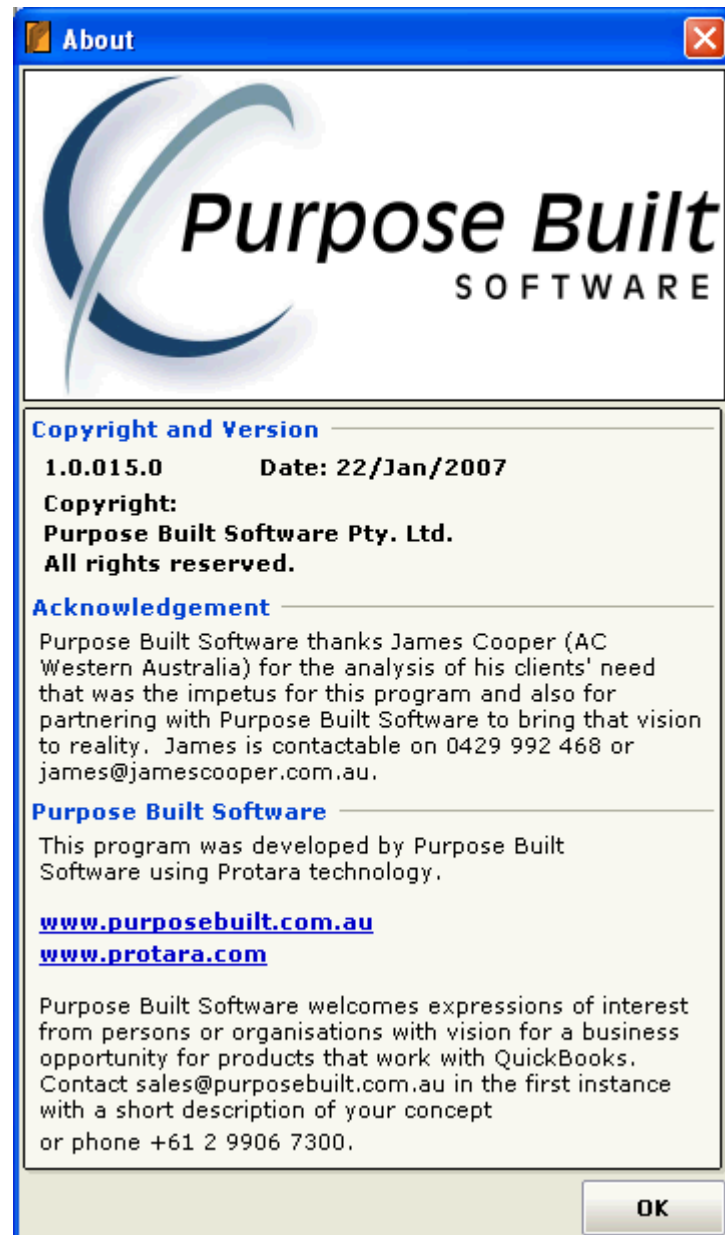 About
Purpose Built
SOFTWARE
Copyright and Version
1.0.015.0 Date: 22/Jan/2007
Copyright:
Purpose Built Software Pty. Ltd.
All rights reserved.
Acknowledgement
Purpose Built Software thanks James Cooper (AC
Western Australia) for the analysis of his clients' need
that was the impetus for this program and also for
partnering with Purpose Built Software to bring that vision
to reality. James is contactable on 0429 992 468 or
james@jamescooper.com.au.
Purpose Built Software
This program was developed by Purpose Built
Software using Protara technology.
www.purposebuilt.com.au
www.protara.com
Purpose Built Software welcomes expressions of interest
from persons or organisations with vision for a business
opportunity for products that work with QuickBooks.
Contact sales@purposebuilt.com.au in the first instance
with a short description of your concept
or phone +61 2 9906 7300.
OK